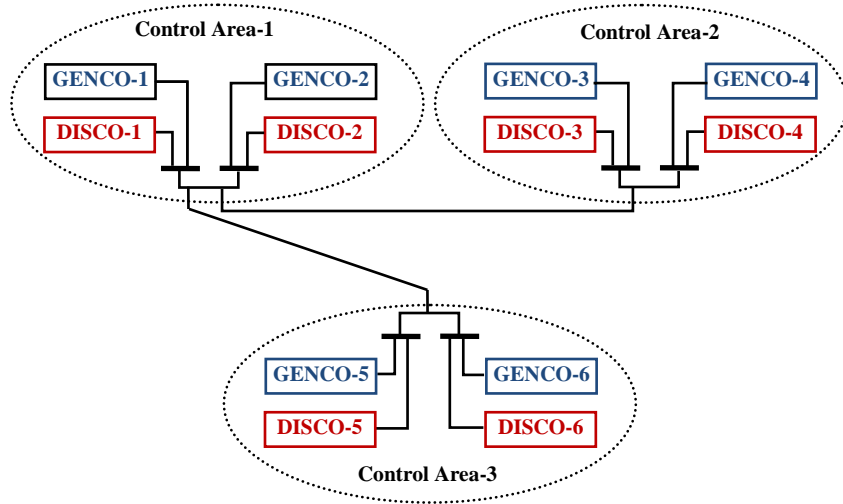 Control Area-1
Control Area-2
GENCO-1
GENCO-2
GENCO-3
GENCO-4
DISCO-1
DISCO-2
DISCO-3
DISCO-4
GENCO-5
GENCO-6
DISCO-5
DISCO-6
Control Area-3